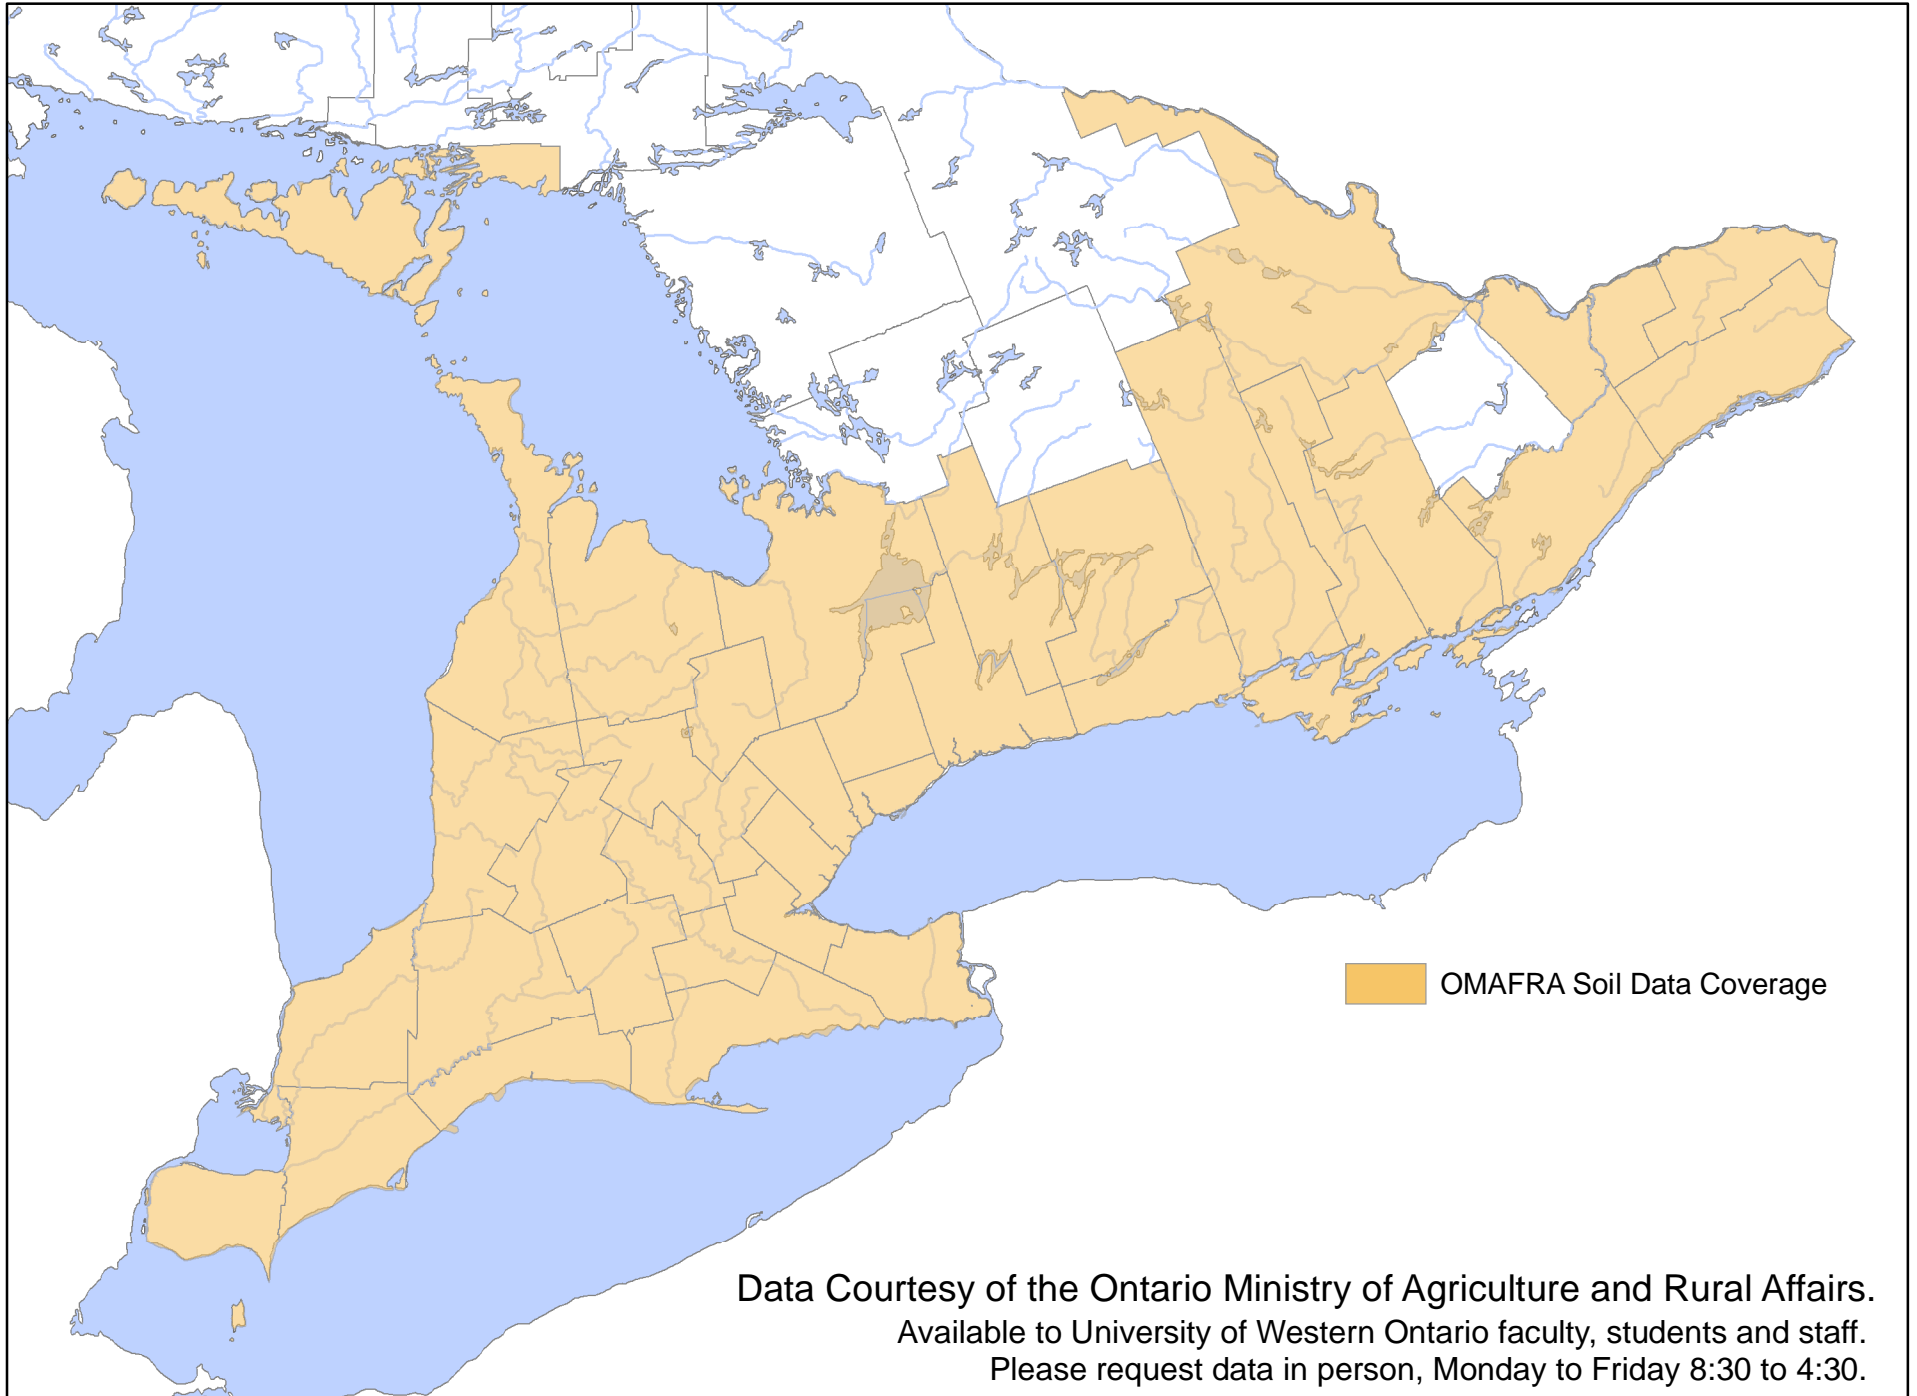 OMAFRA Soil Data Coverage
Data Courtesy of the Ontario Ministry of Agriculture and Rural Affairs.
Available to University of Western Ontario faculty, students and staff.
Please request data in person, Monday to Friday 8:30 to 4:30.